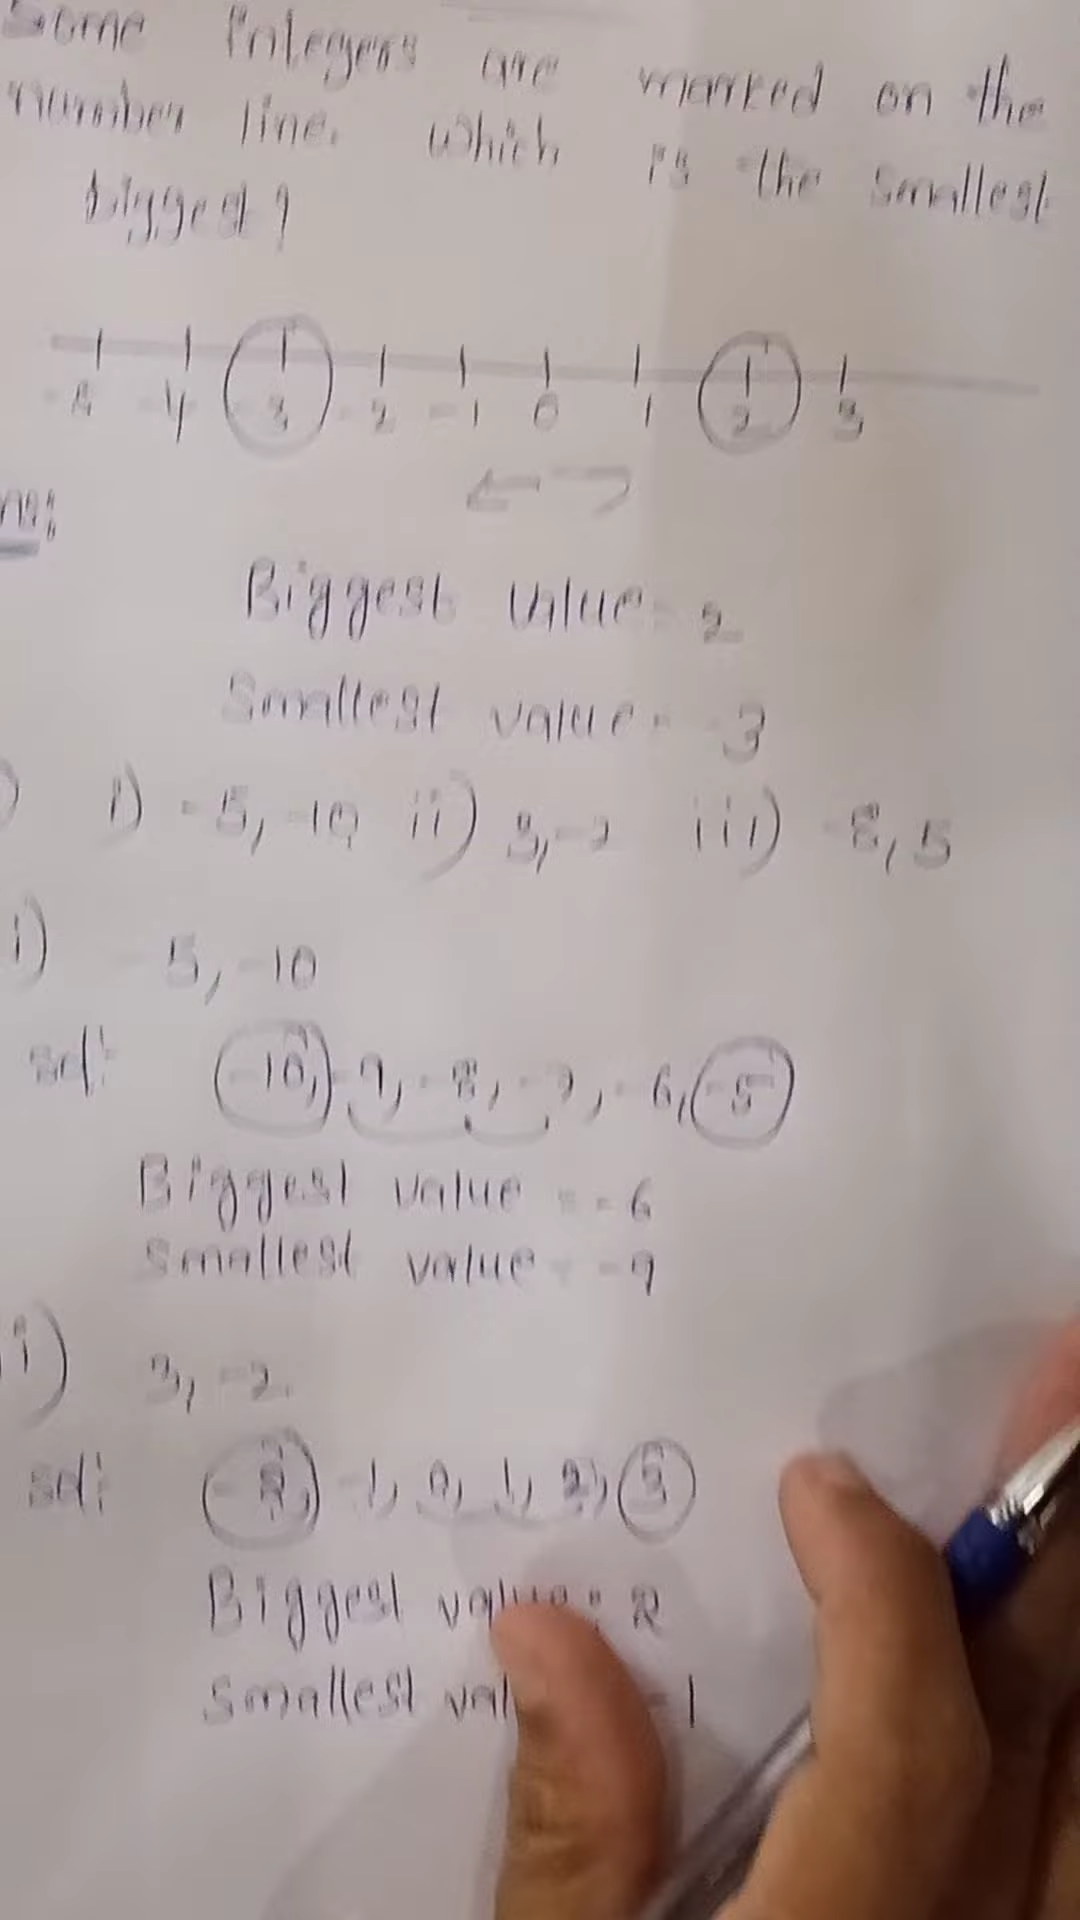 Some Integers are marked on the
number line. which is the smallest
biggest?
-5 -4 -3 -2 -1 0 1 2 3
ns:
Biggest value = 2
Smallest value = -3
i) -5, -10 ii) 3, -2 iii) -8, 5
i) -5, -10
sol: -10, -9, -8, -7, -6, -5
Biggest value = -6
Smallest value = -9
i) 3, -2.
sol: -2, -1, 0, 1, 2, 3
Biggest value = 2
Smallest val -1